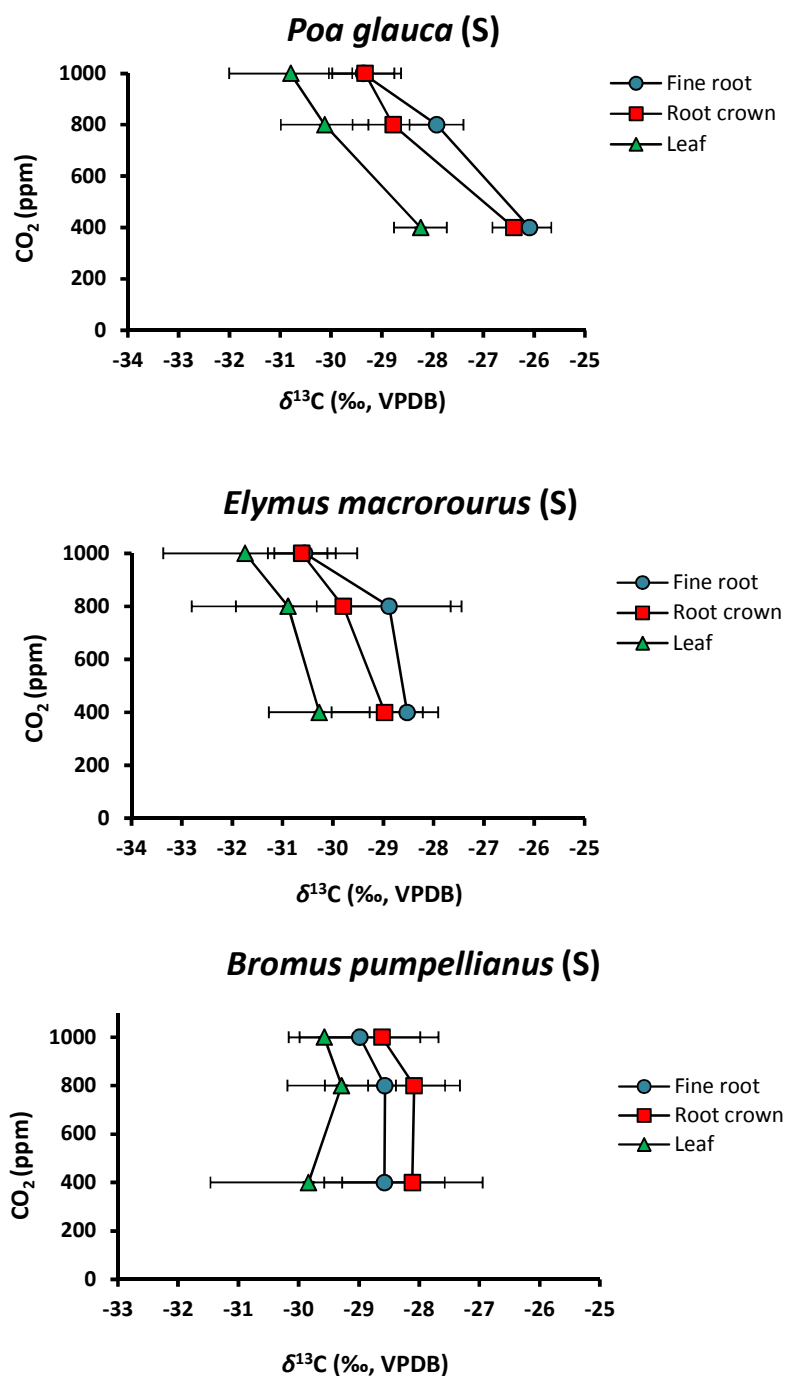 Poa glauca (S)
1000
800
600
400
200
0
CO₂ (ppm)
-34 -33 -32 -31 -30 -29 -28 -27 -26 -25
δ¹³C (‰, VPDB)
Fine root
Root crown
Leaf
Elymus macrorourus (S)
1000
800
600
400
200
0
CO₂ (ppm)
-34 -33 -32 -31 -30 -29 -28 -27 -26 -25
δ¹³C (‰, VPDB)
Fine root
Root crown
Leaf
Bromus pumpellianus (S)
1000
800
600
400
200
0
CO₂ (ppm)
-33 -32 -31 -30 -29 -28 -27 -26 -25
δ¹³C (‰, VPDB)
Fine root
Root crown
Leaf